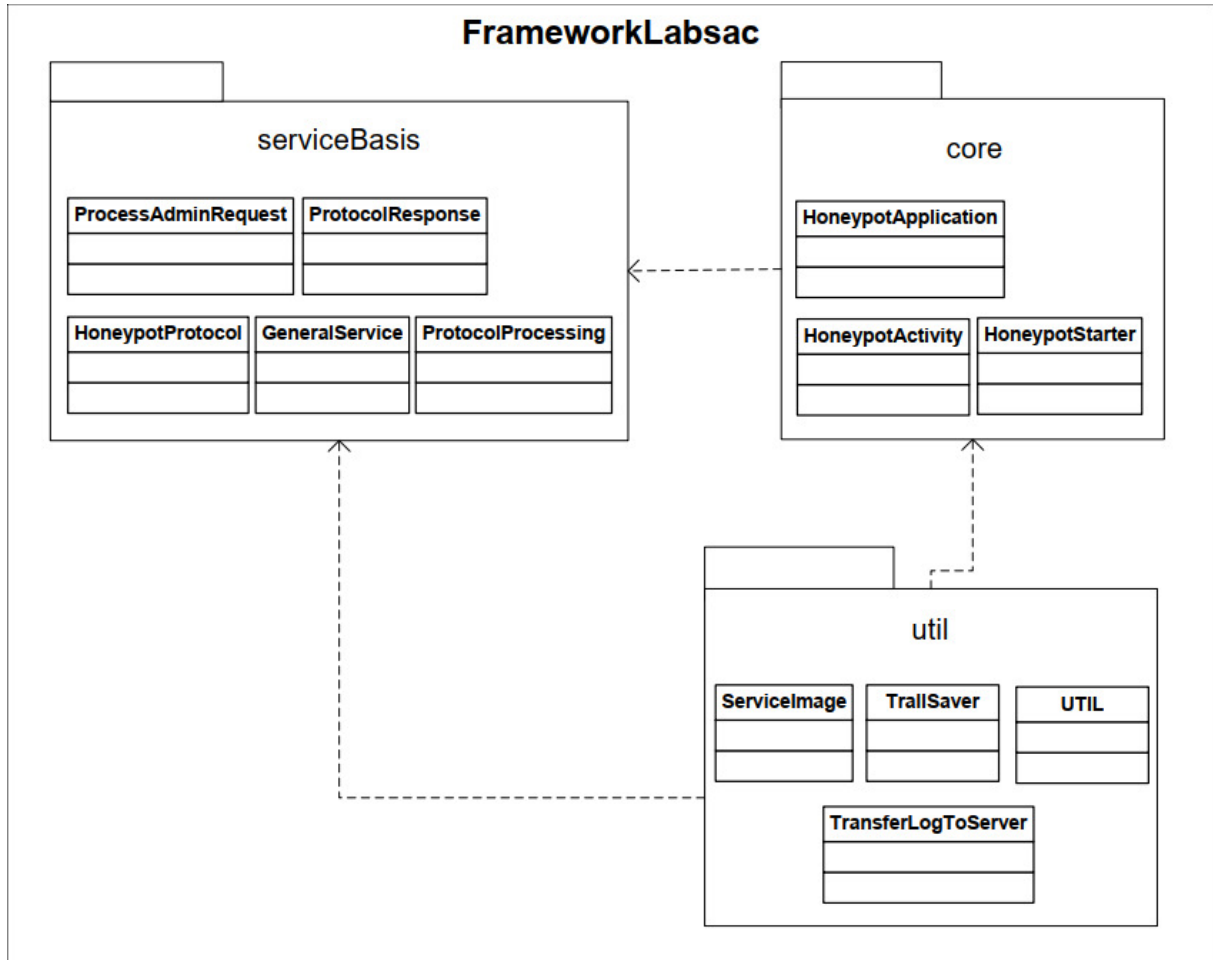 FrameworkLabsac
serviceBasis
ProcessAdminRequest
ProtocolResponse
HoneypotProtocol
GeneralService
ProtocolProcessing
core
HoneypotApplication
HoneypotActivity
HoneypotStarter
util
ServiceImage
TrallSaver
UTIL
TransferLogToServer